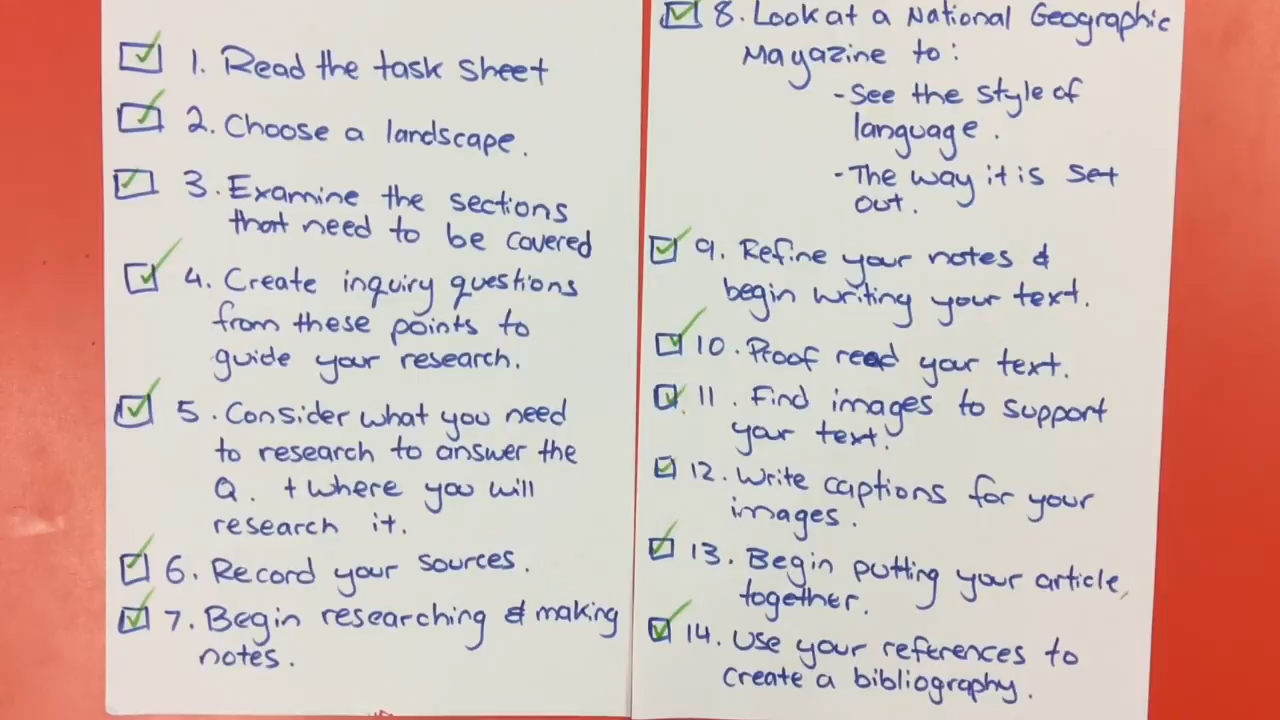 1. Read the task sheet
2. Choose a landscape.
3. Examine the sections
that need to be covered
4. Create inquiry questions
from these points to
guide your research.
5. Consider what you need
to research to answer the
Q. + where you will
research it.
6. Record your sources.
7. Begin researching & making
notes.
8. Look at a National Geographic
Magazine to:
- See the style of
language.
- The way it is set
out.
9. Refine your notes &
begin writing your text.
10. Proof read your text.
11. Find images to support
your text.
12. Write captions for your
images.
13. Begin putting your article,
together.
14. Use your references to
create a bibliography.